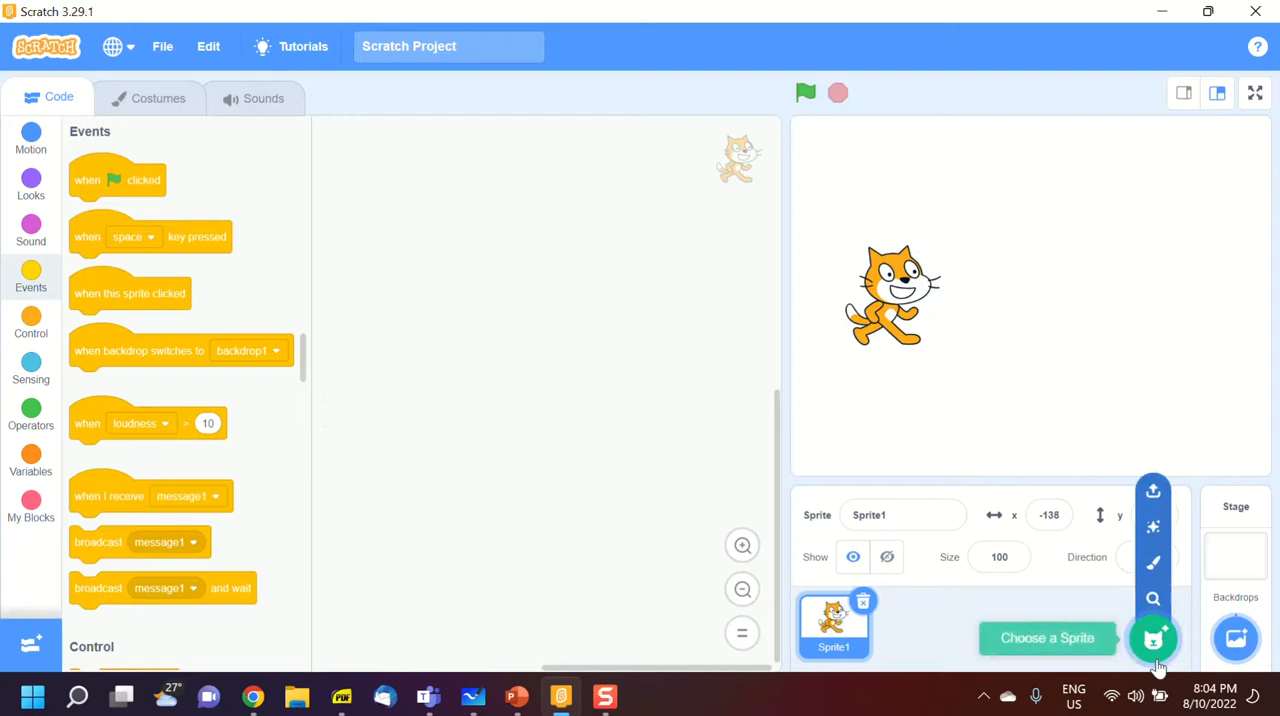 Scratch 3.29.1
SCRATCH File Edit Tutorials Scratch Project ?
Code Costumes Sounds
Motion
Looks
Sound
Events
Control
Sensing
Operators
Variables
My Blocks
Events
when clicked
when space key pressed
when this sprite clicked
when backdrop switches to backdrop1
when loudness > 10
when I receive message1
broadcast message1
broadcast message1 and wait
Control
Sprite Sprite1 x -138 y
Show Size 100 Direction
Sprite1
Choose a Sprite
Stage
Backdrops
27°
PDF
ENG
US
8:04 PM
8/10/2022